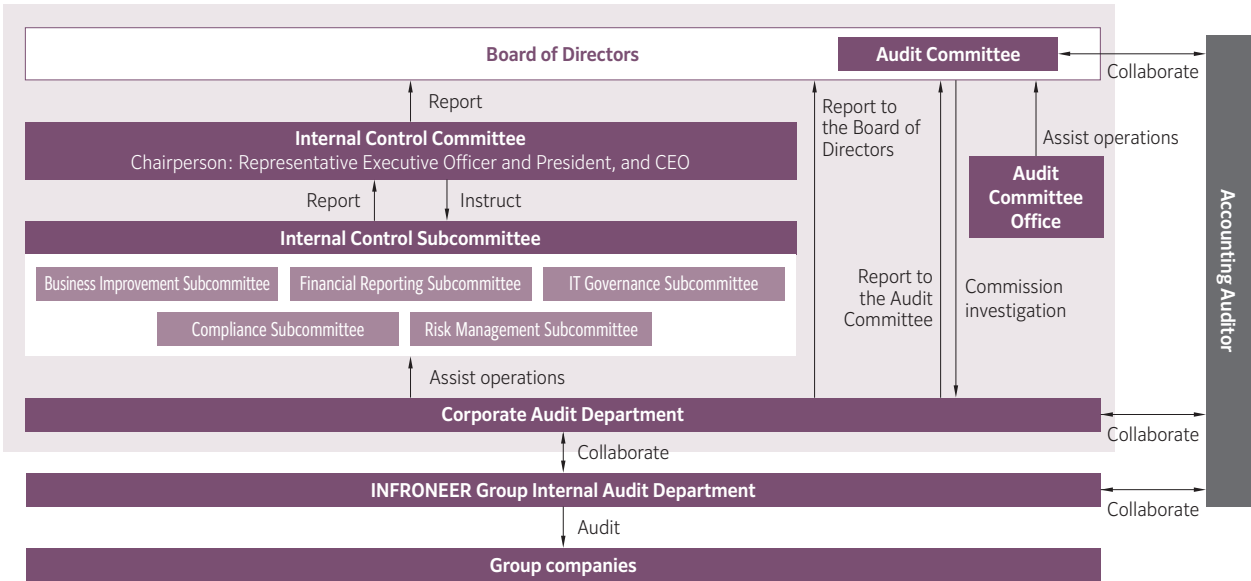 Board of Directors
Audit Committee
Collaborate
Report
Report to
the Board of
Directors
Assist operations
Internal Control Committee
Chairperson: Representative Executive Officer and President, and CEO
Audit
Committee
Office
Report
Instruct
Internal Control Subcommittee
Business Improvement Subcommittee
Financial Reporting Subcommittee
IT Governance Subcommittee
Compliance Subcommittee
Risk Management Subcommittee
Report to
the Audit
Committee
Commission
investigation
Accounting Auditor
Assist operations
Corporate Audit Department
Collaborate
Collaborate
INFRONEER Group Internal Audit Department
Collaborate
Audit
Group companies